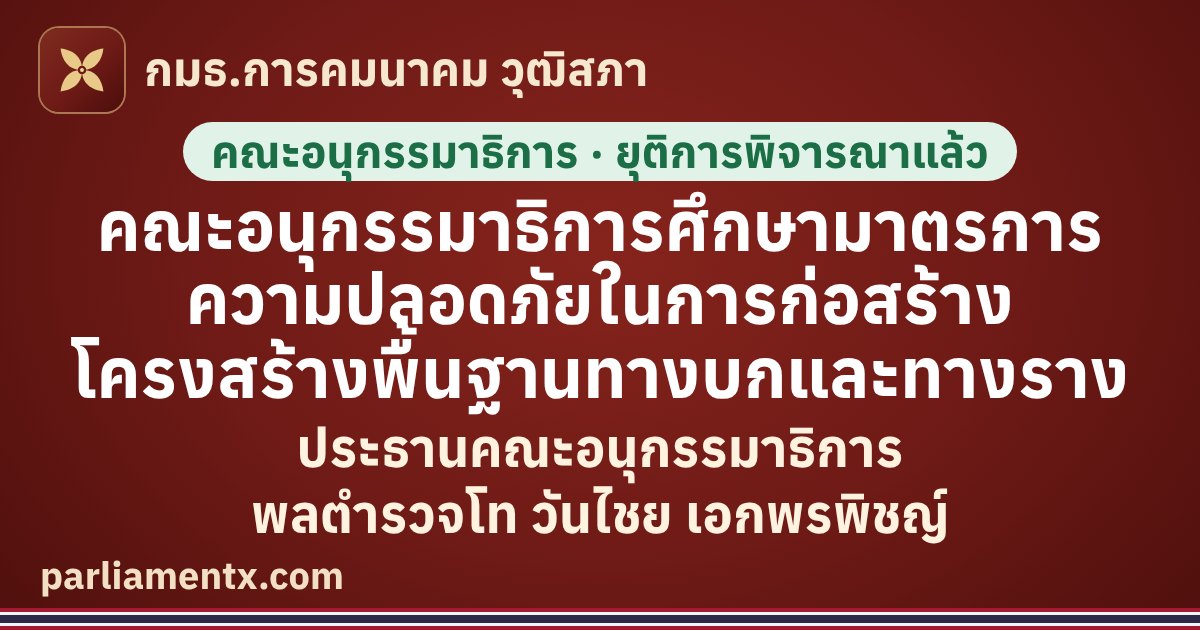 กมธ.การคมนาคม วุฒิสภา
คณะอนุกรรมาธิการ · ยุติการพิจารณาแล้ว
คณะอนุกรรมาธิการศึกษามาตรการ
ความปลอดภัยในการก่อสร้าง
โครงสร้างพื้นฐานทางบกและทางราง
ประธานคณะอนุกรรมาธิการ
พลตำรวจโท วันไชย เอกพรพิชญ์
parliamentx.com